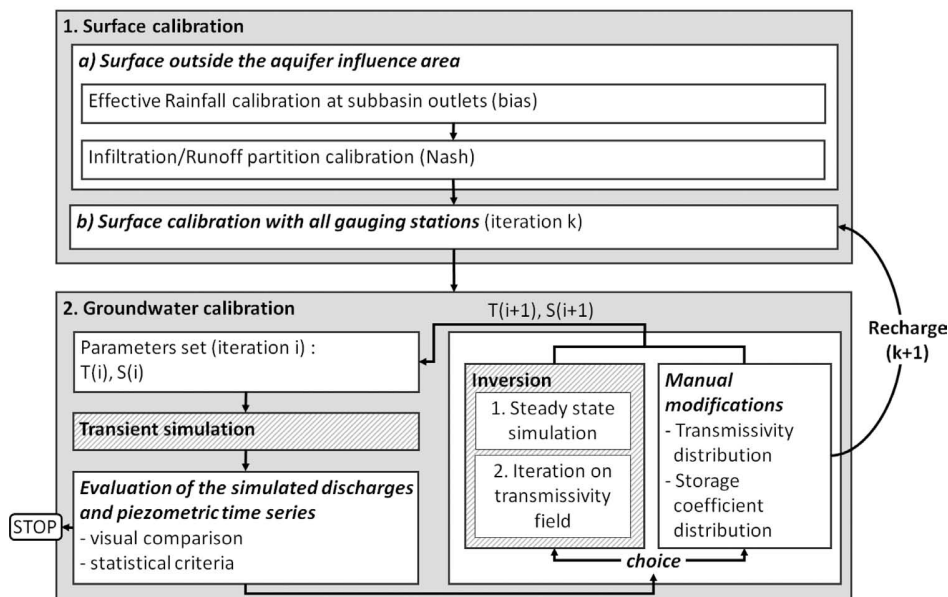 1. Surface calibration
a) Surface outside the aquifer influence area
Effective Rainfall calibration at subbasin outlets (bias)
Infiltration/Runoff partition calibration (Nash)
b) Surface calibration with all gauging stations (iteration k)
2. Groundwater calibration
T(i+1), S(i+1)
Parameters set (iteration i) :
T(i), S(i)
Transient simulation
Evaluation of the simulated discharges
and piezometric time series
- visual comparison
- statistical criteria
STOP
Inversion
1. Steady state
simulation
2. Iteration on
transmissivity
field
Manual
modifications
- Transmissivity
distribution
- Storage
coefficient
distribution
choice
Recharge
(k+1)